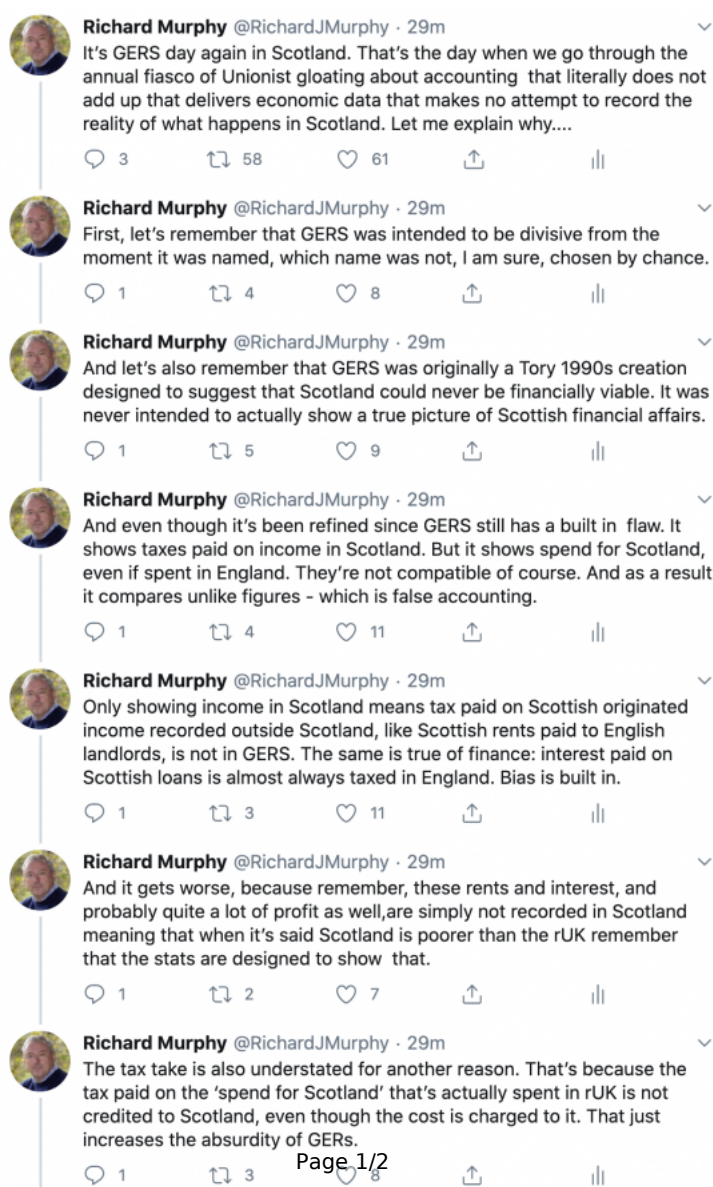 Richard Murphy @RichardJMurphy · 29m
It's GERS day again in Scotland. That's the day when we go through the
annual fiasco of Unionist gloating about accounting  that literally does not
add up that delivers economic data that makes no attempt to record the
reality of what happens in Scotland. Let me explain why....
3 58 61
Richard Murphy @RichardJMurphy · 29m
First, let's remember that GERS was intended to be divisive from the
moment it was named, which name was not, I am sure, chosen by chance.
1 4 8
Richard Murphy @RichardJMurphy · 29m
And let's also remember that GERS was originally a Tory 1990s creation
designed to suggest that Scotland could never be financially viable. It was
never intended to actually show a true picture of Scottish financial affairs.
1 5 9
Richard Murphy @RichardJMurphy · 29m
And even though it's been refined since GERS still has a built in  flaw. It
shows taxes paid on income in Scotland. But it shows spend for Scotland,
even if spent in England. They're not compatible of course. And as a result
it compares unlike figures - which is false accounting.
1 4 11
Richard Murphy @RichardJMurphy · 29m
Only showing income in Scotland means tax paid on Scottish originated
income recorded outside Scotland, like Scottish rents paid to English
landlords, is not in GERS. The same is true of finance: interest paid on
Scottish loans is almost always taxed in England. Bias is built in.
1 3 11
Richard Murphy @RichardJMurphy · 29m
And it gets worse, because remember, these rents and interest, and
probably quite a lot of profit as well,are simply not recorded in Scotland
meaning that when it's said Scotland is poorer than the rUK remember
that the stats are designed to show  that.
1 2 7
Richard Murphy @RichardJMurphy · 29m
The tax take is also understated for another reason. That's because the
tax paid on the 'spend for Scotland' that's actually spent in rUK is not
credited to Scotland, even though the cost is charged to it. That just
increases the absurdity of GERs.
Page 1/2
1 3 8